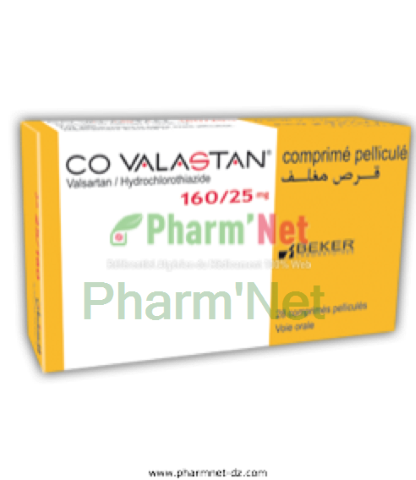 CO VALASTAN®
Valsartan / Hydrochlorothiazide
160/25 mg
comprimé pelliculé
قرص مغلف
Pharm'Net
BEKER
Pharm'Net
28 comprimés pelliculés
Voie orale
www.pharmnet-dz.com